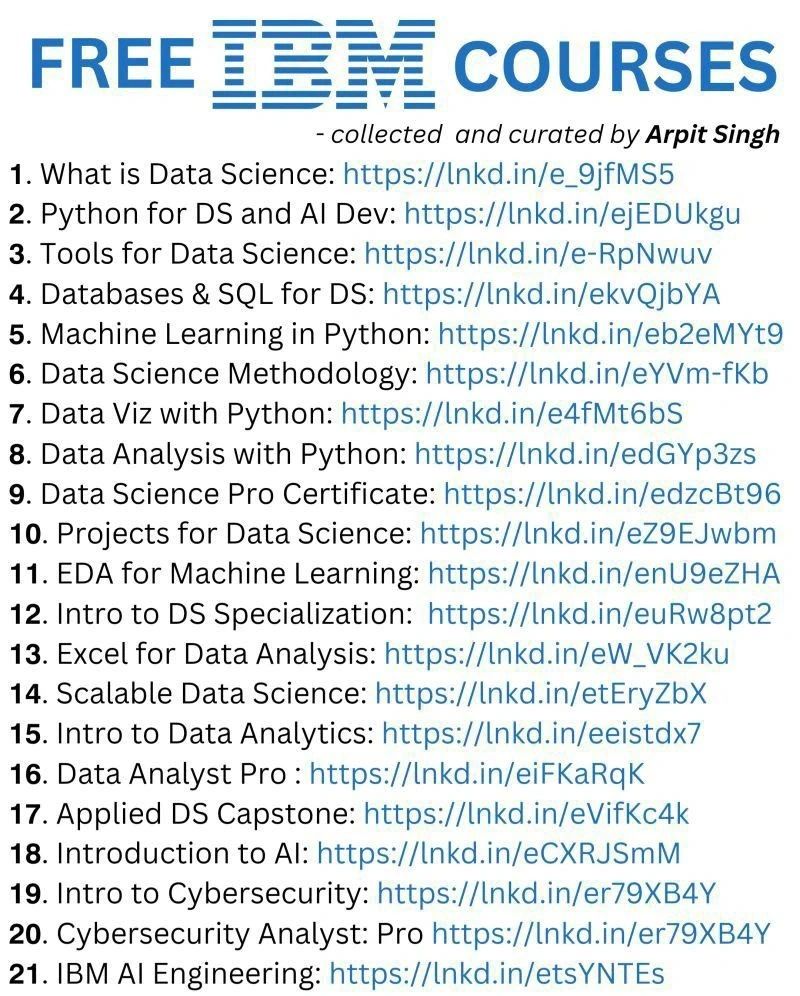 FREE IBM COURSES
- collected and curated by Arpit Singh
1. What is Data Science: https://lnkd.in/e_9jfMS5
2. Python for DS and AI Dev: https://lnkd.in/ejEDUkgu
3. Tools for Data Science: https://lnkd.in/e-RpNwuv
4. Databases & SQL for DS: https://lnkd.in/ekvQjbYA
5. Machine Learning in Python: https://lnkd.in/eb2eMYt9
6. Data Science Methodology: https://lnkd.in/eYVm-fKb
7. Data Viz with Python: https://lnkd.in/e4fMt6bS
8. Data Analysis with Python: https://lnkd.in/edGYp3zs
9. Data Science Pro Certificate: https://lnkd.in/edzcBt96
10. Projects for Data Science: https://lnkd.in/eZ9EJwbm
11. EDA for Machine Learning: https://lnkd.in/enU9eZHA
12. Intro to DS Specialization: https://lnkd.in/euRw8pt2
13. Excel for Data Analysis: https://lnkd.in/eW_VK2ku
14. Scalable Data Science: https://lnkd.in/etEryZbX
15. Intro to Data Analytics: https://lnkd.in/eeistdx7
16. Data Analyst Pro : https://lnkd.in/eiFKaRqK
17. Applied DS Capstone: https://lnkd.in/eVifKc4k
18. Introduction to AI: https://lnkd.in/eCXRJSmM
19. Intro to Cybersecurity: https://lnkd.in/er79XB4Y
20. Cybersecurity Analyst: Pro https://lnkd.in/er79XB4Y
21. IBM AI Engineering: https://lnkd.in/etsYNTEs